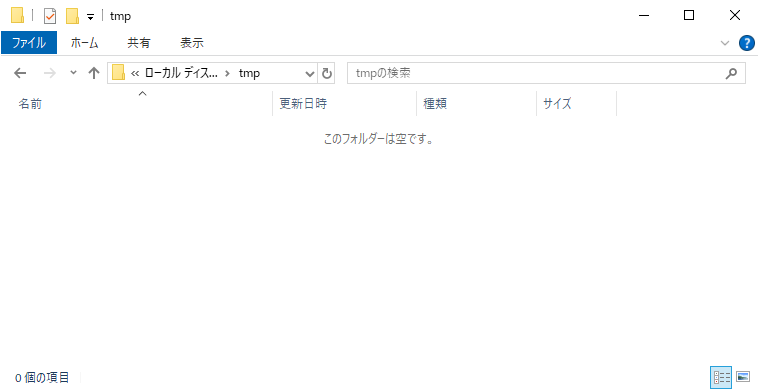 tmp
ファイル ホーム 共有 表示
« ローカル ディス... > tmp tmpの検索
名前 更新日時 種類 サイズ
このフォルダーは空です。
0 個の項目